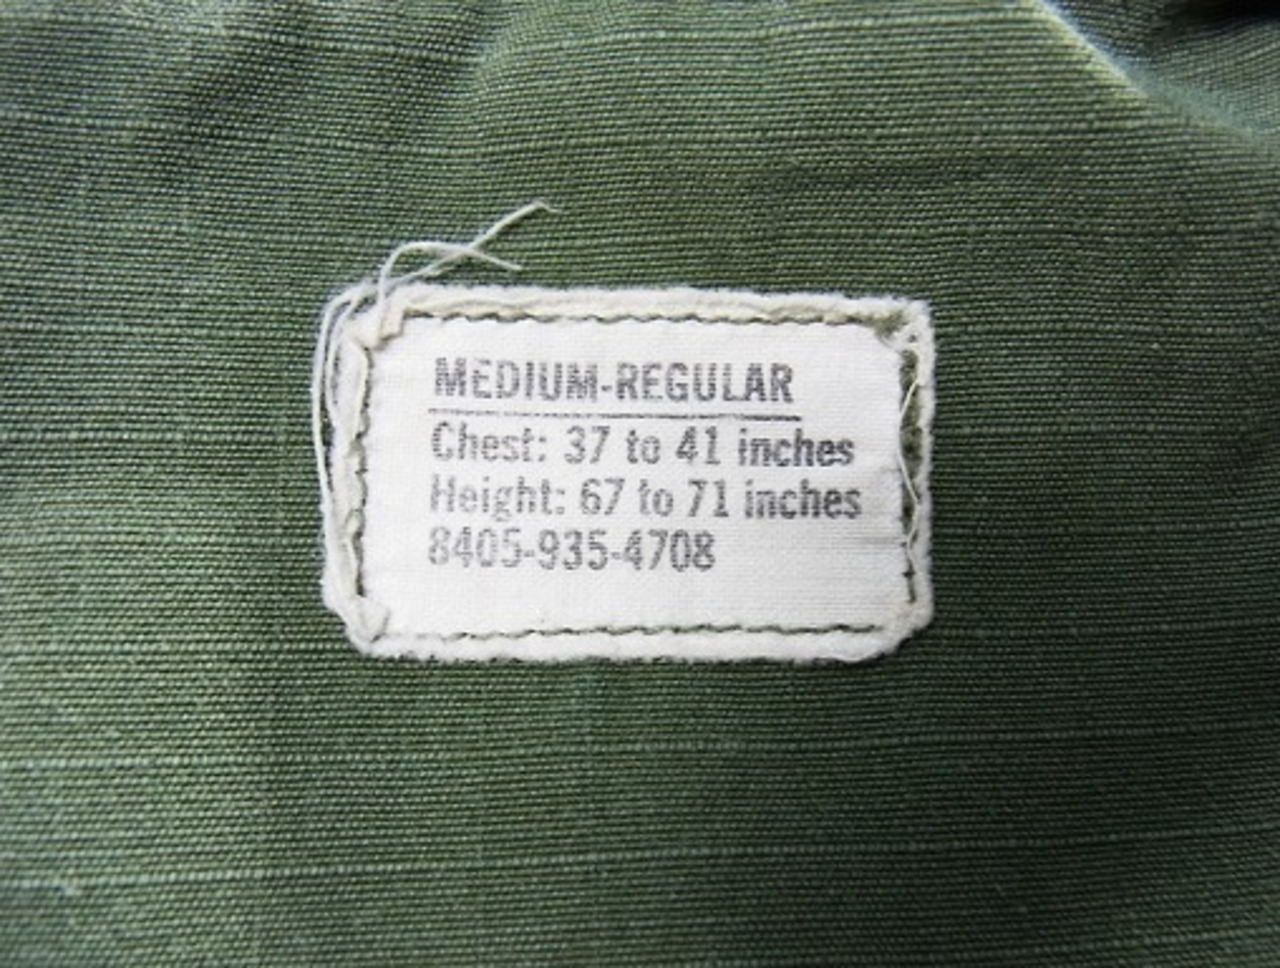 MEDIUM-REGULAR
Chest: 37 to 41 inches
Height: 67 to 71 inches
8405-935-4708